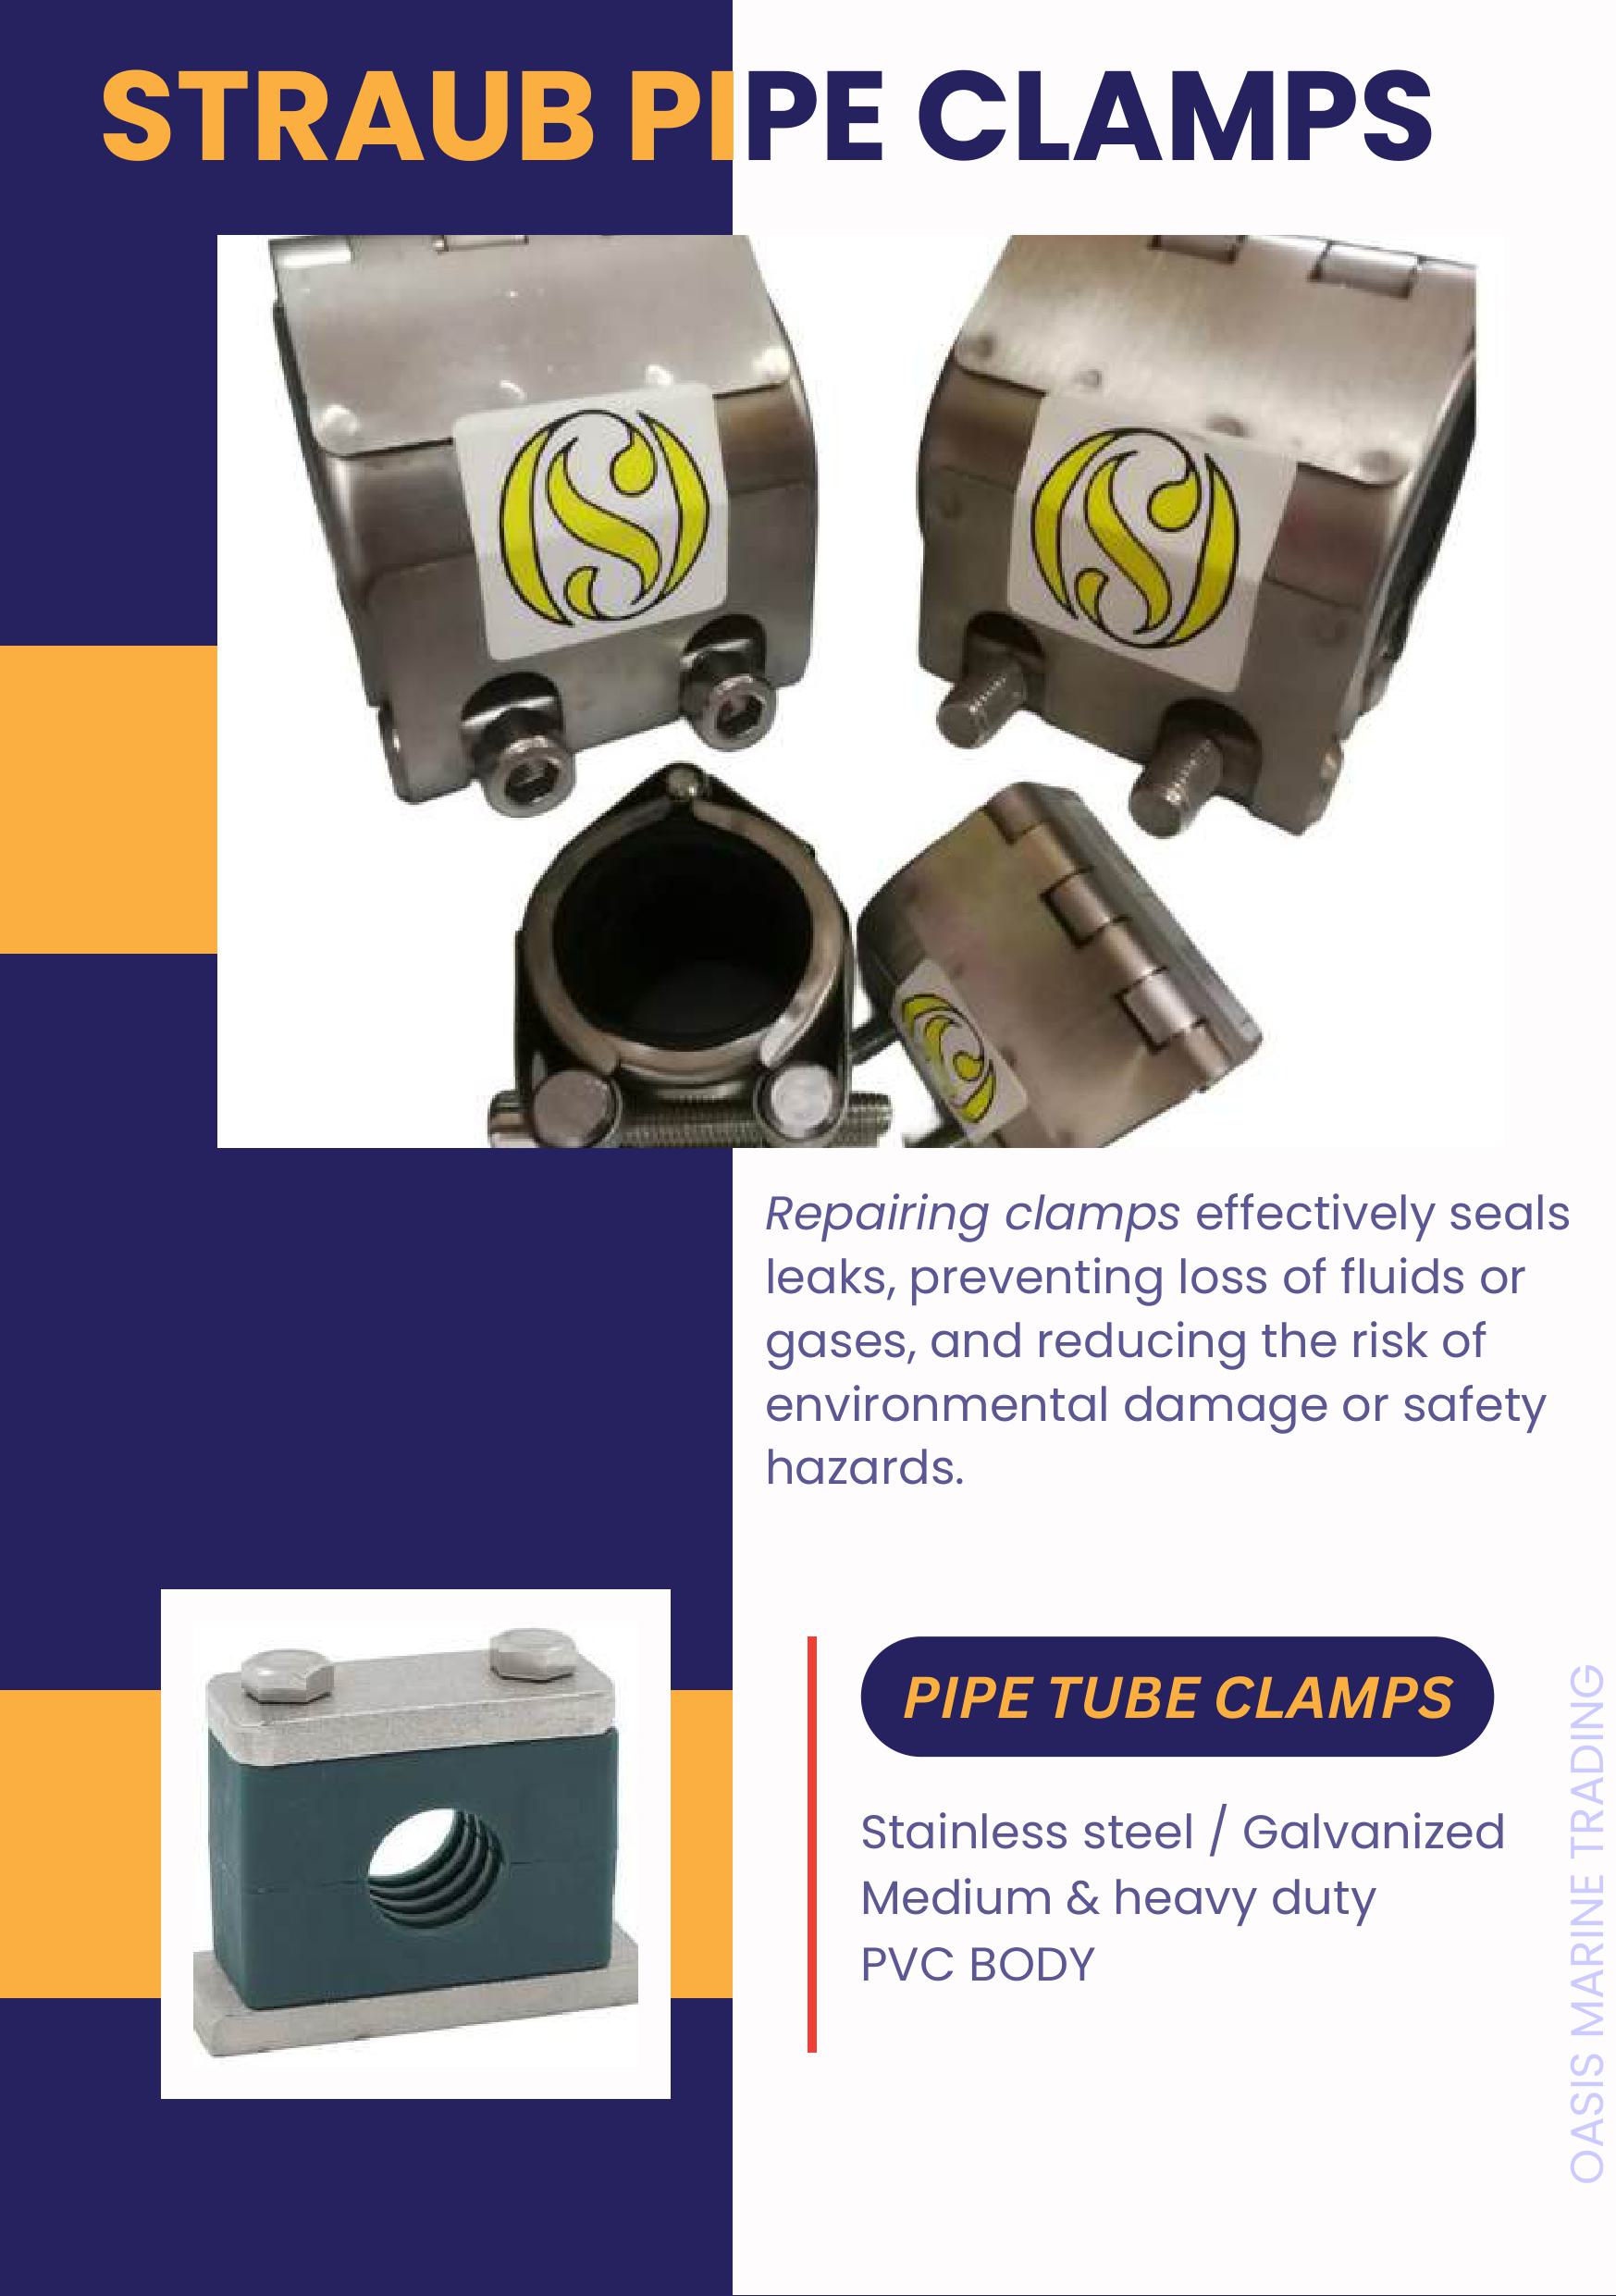 STRAUB PIPE CLAMPS
Repairing clamps effectively seals
leaks, preventing loss of fluids or
gases, and reducing the risk of
environmental damage or safety
hazards.
PIPE TUBE CLAMPS
Stainless steel / Galvanized
Medium & heavy duty
PVC BODY
OASIS MARINE TRADING